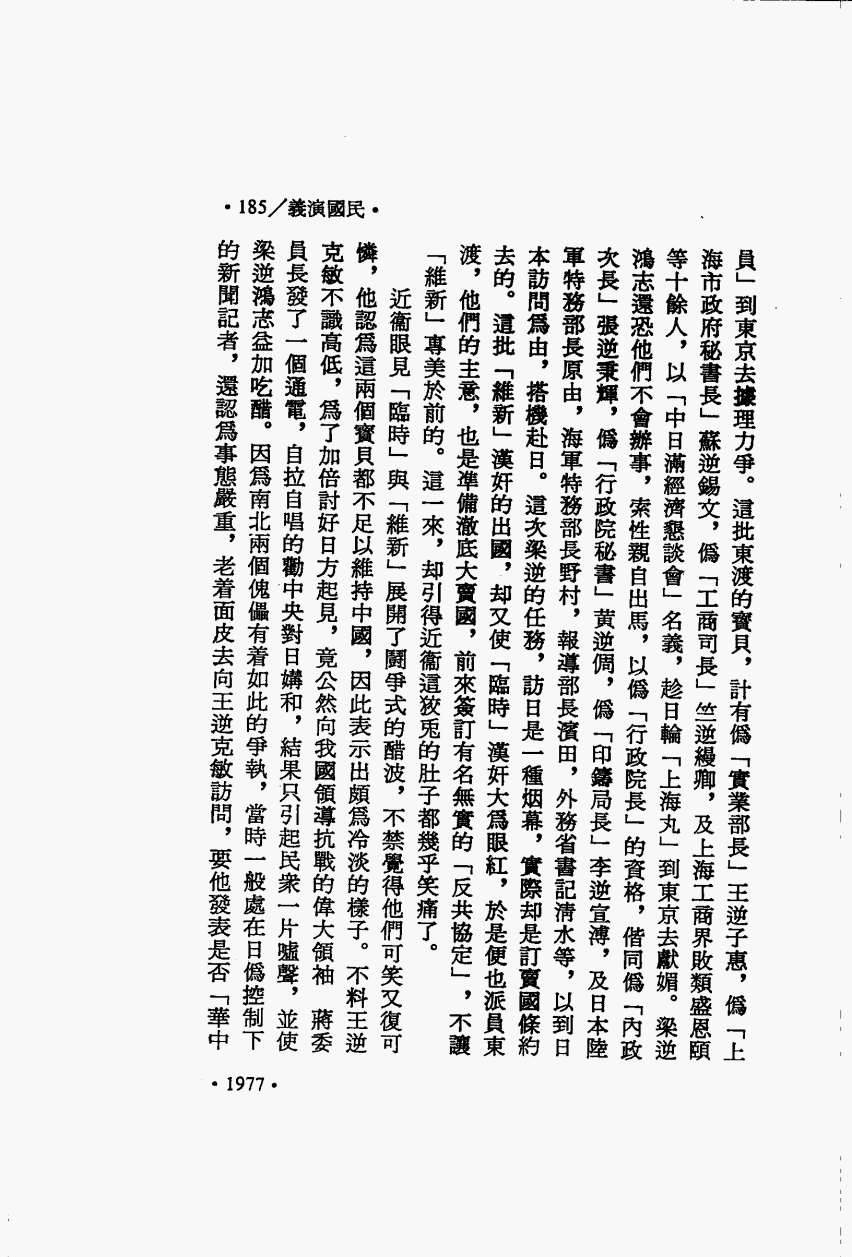 •185／義演國民•
員」到東京去據理力爭。這批東渡的寶貝，計有僞「實業部長」王逆子惠，僞「上
海市政府秘書長」蘇逆錫文，僞「工商司長」竺逆縵卿，及上海工商界敗類盛恩頤
等十餘人，以「中日滿經濟懇談會」名義，趁日輪「上海丸」到東京去獻媚。梁逆
鴻志還恐他們不會辦事，索性親自出馬，以僞「行政院長」的資格，偕同僞「內政
次長」張逆秉輝，僞「行政院秘書」黄逆倜，僞「印鑄局長」李逆宣溥，及日本陸
軍特務部長原由，海軍特務部長野村，報導部長濱田，外務省書記清水等，以到日
本訪問爲由，搭機赴日。這次梁逆的任務，訪日是一種烟幕，實際却是訂賣國條約
去的。這批「維新」漢奸的出國，却又使「臨時」漢奸大爲眼紅，於是便也派員東
渡，他們的主意，也是準備澈底大賣國，前來簽訂有名無實的「反共協定」，不讓
「維新」專美於前的。這一來，却引得近衞這狡兎的肚子都幾乎笑痛了。
近衞眼見「臨時」與「維新」展開了鬪爭式的醋波，不禁覺得他們可笑又復可
憐，他認爲這兩個寶貝都不足以維持中國，因此表示出頗爲冷淡的樣子。不料王逆
克敏不識高低，爲了加倍討好日方起見，竟公然向我國領導抗戰的偉大領袖　蔣委
員長發了一個通電，自拉自唱的勸中央對日媾和，結果只引起民衆一片噓聲，並使
梁逆鴻志益加吃醋。因爲南北兩個傀儡有着如此的爭執，當時一般處在日僞控制下
的新聞記者，還認爲事態嚴重，老着面皮去向王逆克敏訪問，要他發表是否「華中
•1977•